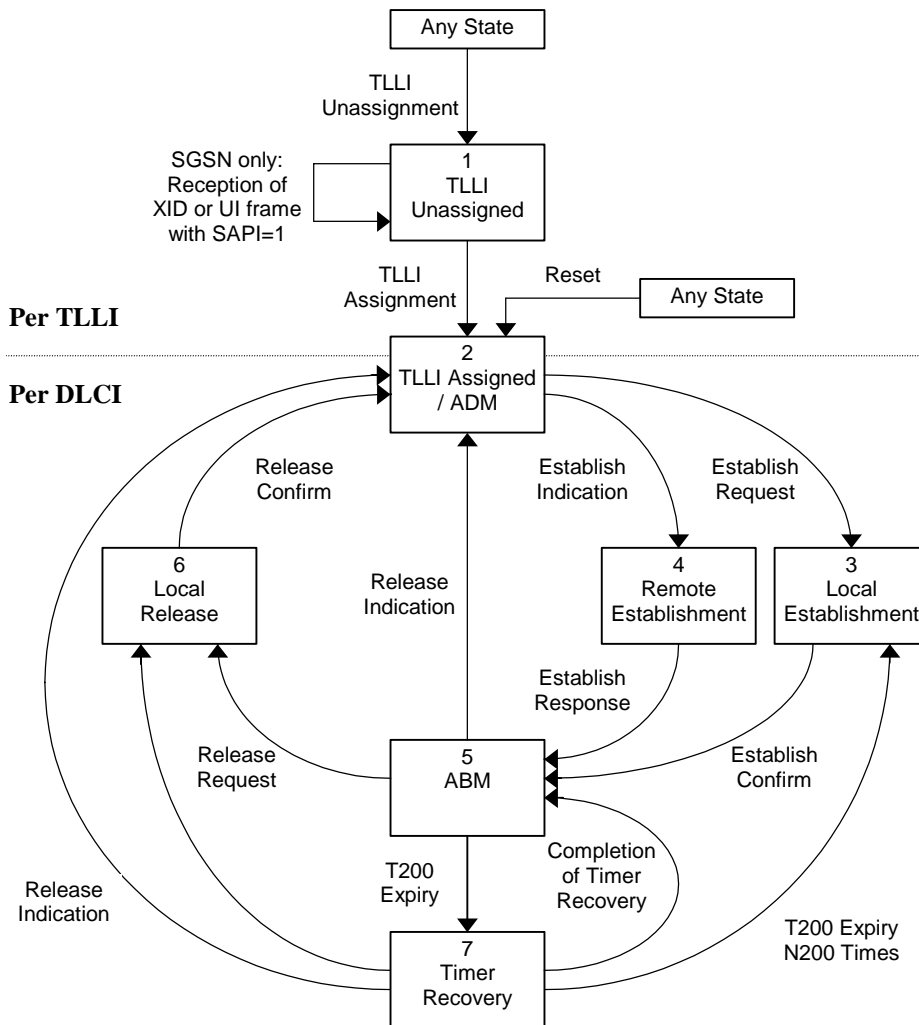 Any State
TLLI
Unassignment
SGSN only:
Reception of
XID or UI frame
with SAPI=1
1
TLLI
Unassigned
TLLI
Assignment
Reset
Any State
Per TLLI
2
TLLI Assigned
/ ADM
Per DLCI
Release
Confirm
Establish
Indication
Establish
Request
6
Local
Release
Release
Indication
4
Remote
Establishment
3
Local
Establishment
Establish
Response
Release
Request
5
ABM
Establish
Confirm
T200
Expiry
Completion
of Timer
Recovery
Release
Indication
T200 Expiry
N200 Times
7
Timer
Recovery